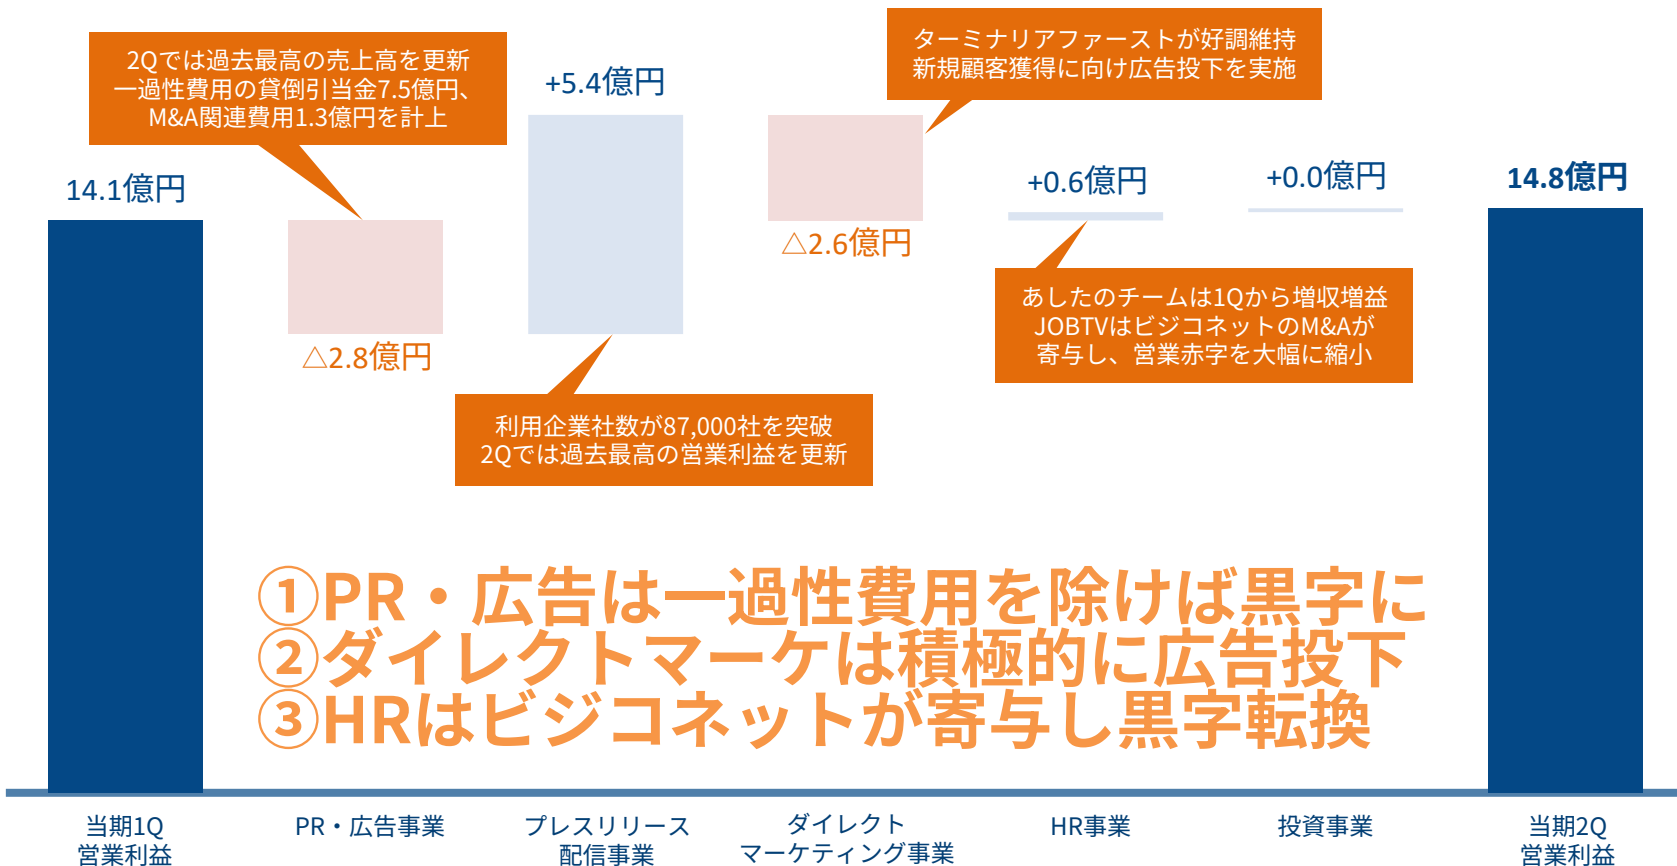 2Qでは過去最高の売上高を更新
一過性費用の貸倒引当金7.5億円、
M&A関連費用1.3億円を計上
ターミナリアファーストが好調維持
新規顧客獲得に向け広告投下を実施
+5.4億円
14.1億円
+0.6億円
+0.0億円
14.8億円
△2.6億円
△2.8億円
あしたのチームは1Qから増収増益
JOBTVはビジコネットのM&Aが
寄与し、営業赤字を大幅に縮小
利用企業社数が87,000社を突破
2Qでは過去最高の営業利益を更新
①PR・広告は一過性費用を除けば黒字に
②ダイレクトマーケは積極的に広告投下
③HRはビジコネットが寄与し黒字転換
当期1Q
営業利益
PR・広告事業
プレスリリース
配信事業
ダイレクト
マーケティング事業
HR事業
投資事業
当期2Q
営業利益